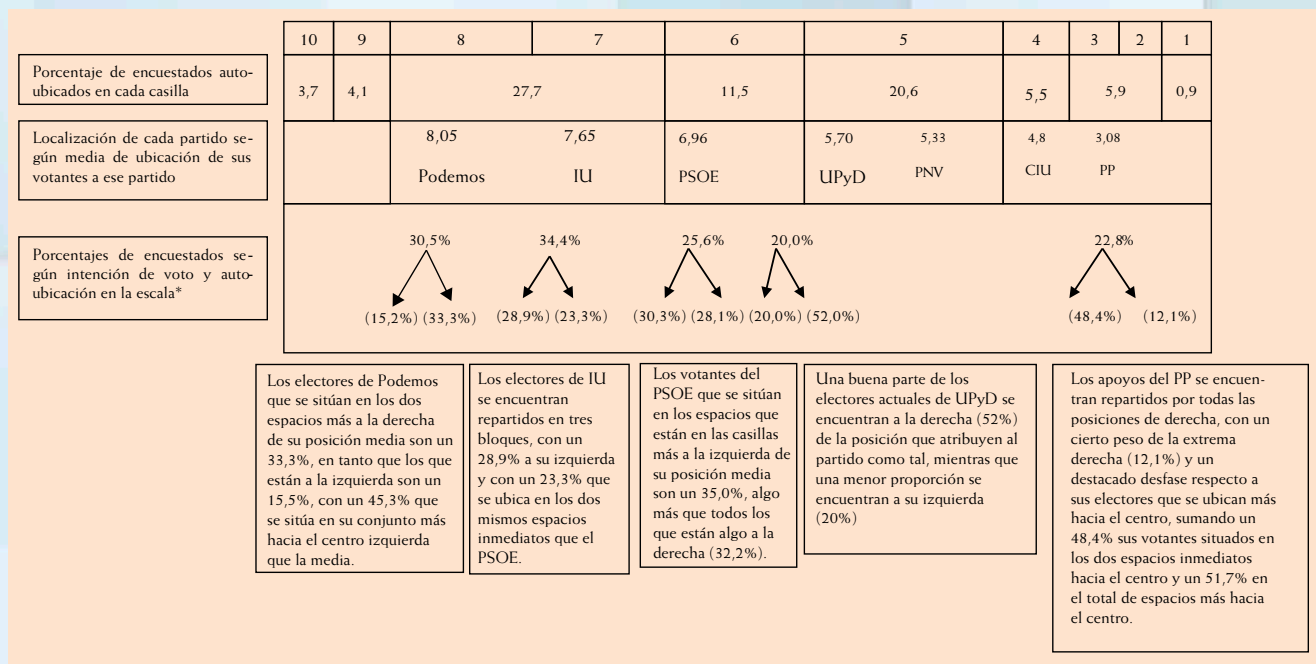 10 9 8 7 6 5 4 3 2 1
Porcentaje de encuestados auto-
ubicados en cada casilla
3,7 4,1 27,7 11,5 20,6 5,5 5,9 0,9
Localización de cada partido se-
gún media de ubicación de sus
votantes a ese partido
8,05 7,65 6,96 5,70 5,33 4,8 3,08
Podemos IU PSOE UPyD PNV CIU PP
Porcentajes de encuestados se-
gún intención de voto y auto-
ubicación en la escala*
30,5% 34,4% 25,6% 20,0% 22,8%
(15,2%) (33,3%) (28,9%) (23,3%) (30,3%) (28,1%) (20,0%) (52,0%) (48,4%) (12,1%)
Los electores de Podemos
que se sitúan en los dos
espacios más a la derecha
de su posición media son un
33,3%, en tanto que los que
están a la izquierda son un
15,5%, con un 45,3% que
se sitúa en su conjunto más
hacia el centro izquierda
que la media.
Los electores de IU
se encuentran
repartidos en tres
bloques, con un
28,9% a su izquierda
y con un 23,3% que
se ubica en los dos
mismos espacios
inmediatos que el
PSOE.
Los votantes del
PSOE que se sitúan
en los espacios que
están en las casillas
más a la izquierda de
su posición media
son un 35,0%, algo
más que todos los
que están algo a la
derecha (32,2%).
Una buena parte de los
electores actuales de UPyD se
encuentran a la derecha (52%)
de la posición que atribuyen al
partido como tal, mientras que
una menor proporción se
encuentran a su izquierda
(20%)
Los apoyos del PP se encuen-
tran repartidos por todas las
posiciones de derecha, con un
cierto peso de la extrema
derecha (12,1%) y un
destacado desfase respecto a
sus electores que se ubican más
hacia el centro, sumando un
48,4% sus votantes situados en
los dos espacios inmediatos
hacia el centro y un 51,7% en
el total de espacios más hacia
el centro.